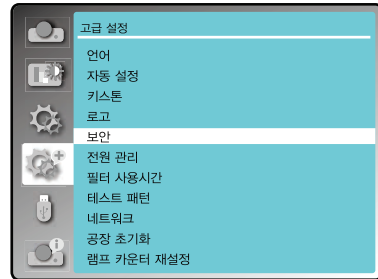 고급 설정
언어
자동 설정
키스톤
로고
보안
전원 관리
필터 사용시간
테스트 패턴
네트워크
공장 초기화
램프 카운터 재설정